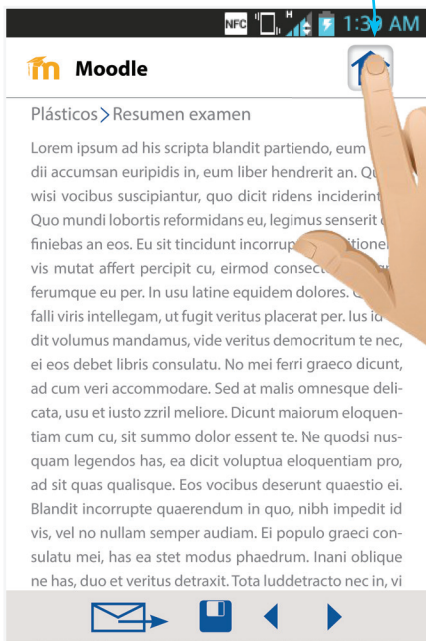 NFC H 1:30 AM
m Moodle
Plásticos>Resumen examen
Lorem ipsum ad his scripta blandit partiendo, eum
dii accumsan euripidis in, eum liber hendrerit an.
wisi vocibus suscipiantur, quo dicit ridens inciderint
Quo mundi lobortis reformidans eu, legimus senserit
finiebas an eos. Eu sit tincidunt
vis mutat affert percipit cu, eirmod
ferumque eu per. In usu latine equidem dolores.
falli viris intellegam, ut fugit veritus placerat per. Ius id
dit volumus mandamus, vide veritus democritum te nec,
ei eos debet libris consulatu. No mei ferri graeco dicunt,
ad cum veri accommodare. Sed at malis omnesque deli-
cata, usu et iusto zzril meliore. Dicunt maiorum eloquen-
tiam cum cu, sit summo dolor essent te. Ne quodsi nus-
quam legendos has, ea dicit voluptua eloquentiam pro,
ad sit quas qualisque. Eos vocibus deserunt quaestio ei.
Blandit incorrupte quaerendum in quo, nibh impedit id
vis, vel no nullam semper audiam. Ei populo graeci con-
sulatu mei, has ea stet modus phaedrum. Inani oblique
ne has, duo et veritus detraxit. Tota luddetracto nec in, vi